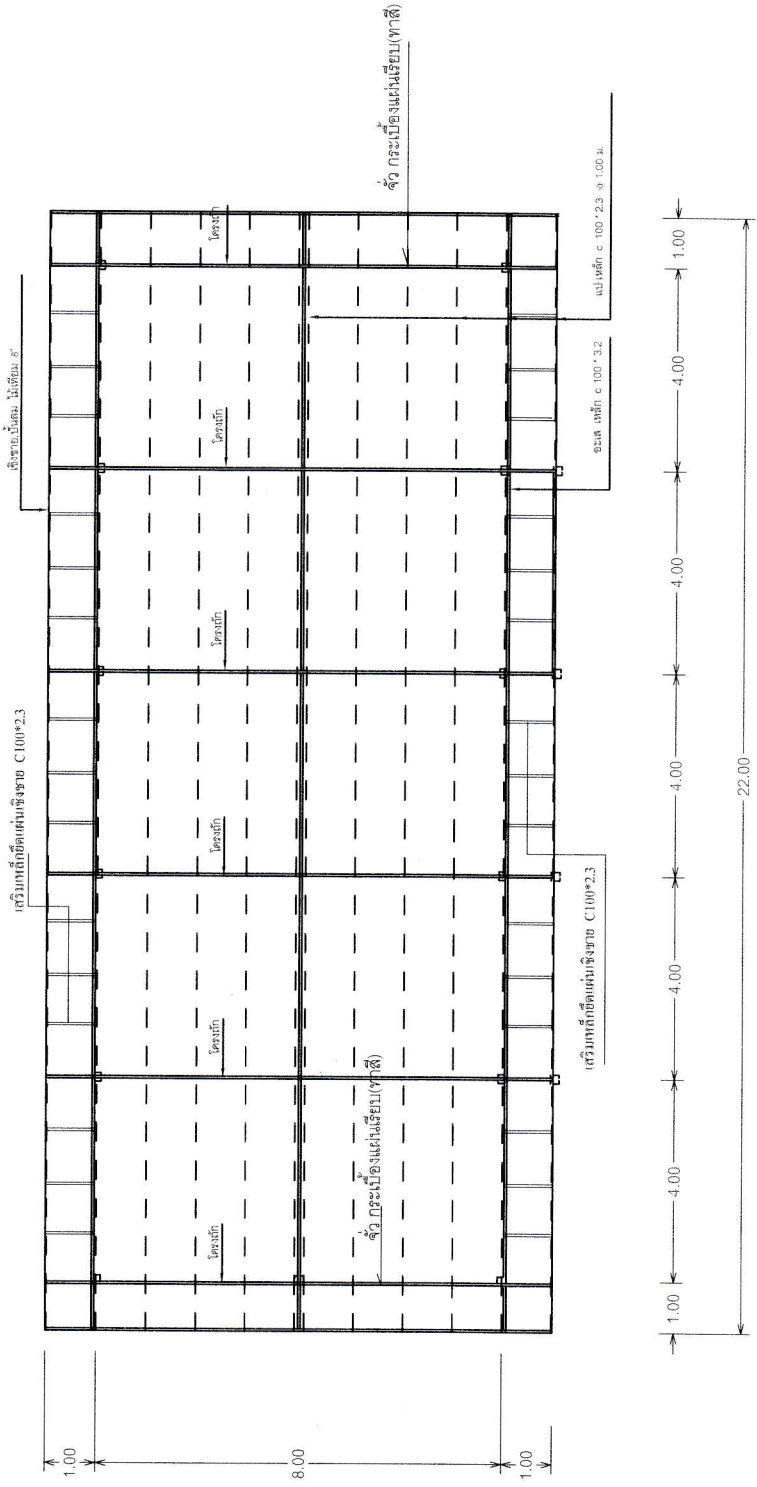 เสริมเหล็กยึดแผ่นเชิงชาย C100*2.3
เชิงชาย,ปั้นลม ไม้เทียม 8"
โครงถัก
โครงถัก
โครงถัก
โครงถัก
โครงถัก
โครงถัก
จั่ว กระเบื้องแผ่นเรียบ(ทาสี)
จั่ว กระเบื้องแผ่นเรียบ(ทาสี)
แปเหล็ก c 100 * 2.3 @ 1.00 ม.
อะเส เหล็ก c 100 * 3.2
เสริมเหล็กยึดแผ่นเชิงชาย C100*2.3
1.00
8.00
1.00
1.00
4.00
4.00
4.00
4.00
4.00
1.00
22.00